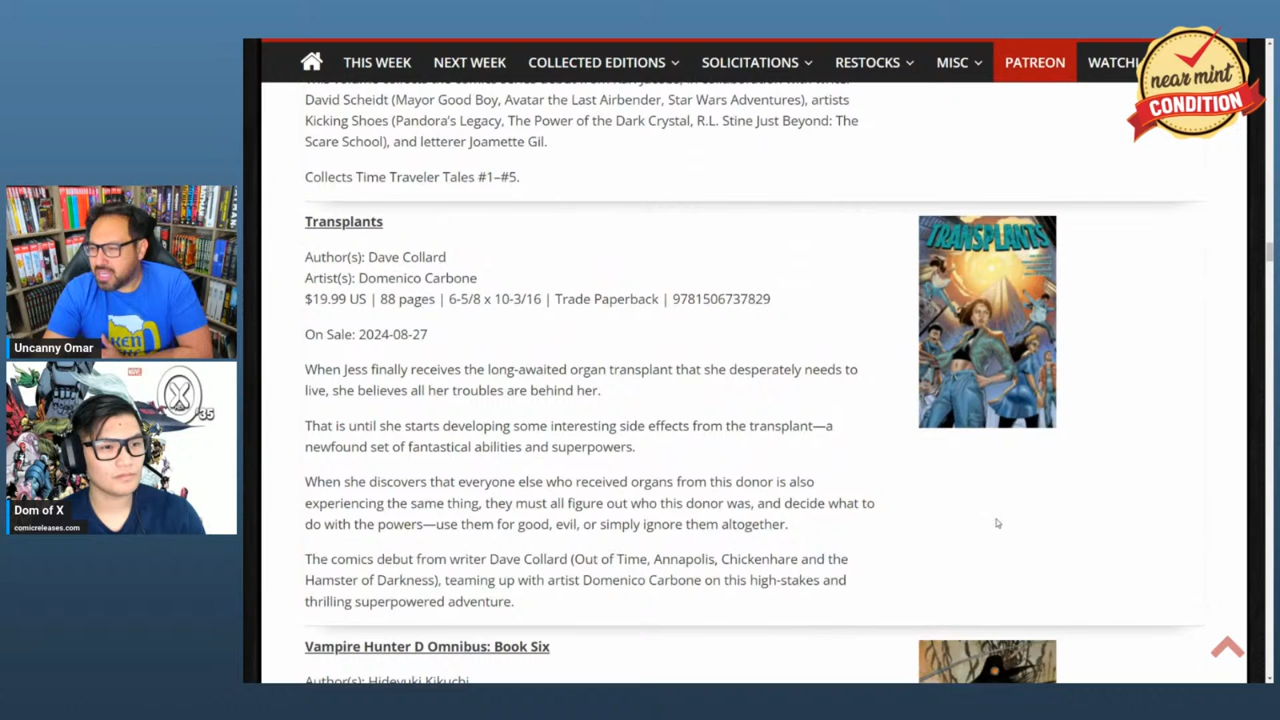 THIS WEEK NEXT WEEK COLLECTED EDITIONS SOLICITATIONS RESTOCKS MISC PATREON
near mint
CONDITION
David Scheidt (Mayor Good Boy, Avatar the Last Airbender, Star Wars Adventures), artists
Kicking Shoes (Pandora's Legacy, The Power of the Dark Crystal, R.L. Stine Just Beyond: The
Scare School), and letterer Joamette Gil.
Collects Time Traveler Tales #1–#5.
Transplants
Author(s): Dave Collard
Artist(s): Domenico Carbone
$19.99 US | 88 pages | 6-5/8 x 10-3/16 | Trade Paperback | 9781506737829
On Sale: 2024-08-27
When Jess finally receives the long-awaited organ transplant that she desperately needs to
live, she believes all her troubles are behind her.
That is until she starts developing some interesting side effects from the transplant—a
newfound set of fantastical abilities and superpowers.
When she discovers that everyone else who received organs from this donor is also
experiencing the same thing, they must all figure out who this donor was, and decide what to
do with the powers—use them for good, evil, or simply ignore them altogether.
The comics debut from writer Dave Collard (Out of Time, Annapolis, Chickenhare and the
Hamster of Darkness), teaming up with artist Domenico Carbone on this high-stakes and
thrilling superpowered adventure.
Vampire Hunter D Omnibus: Book Six
Author(s): Hideyuki Kikuchi
TRANSPLANTS
Uncanny Omar
35
Dom of X
comicreleases.com